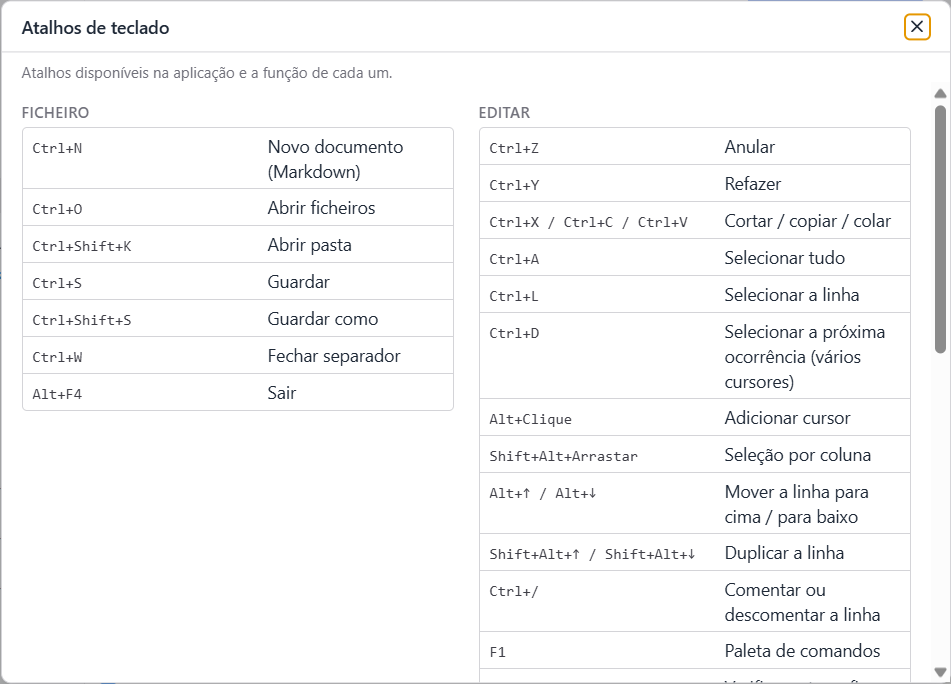 Atalhos de teclado
Atalhos disponíveis na aplicação e a função de cada um.
FICHEIRO
Ctrl+N Novo documento
(Markdown)
Ctrl+O Abrir ficheiros
Ctrl+Shift+K Abrir pasta
Ctrl+S Guardar
Ctrl+Shift+S Guardar como
Ctrl+W Fechar separador
Alt+F4 Sair
EDITAR
Ctrl+Z Anular
Ctrl+Y Refazer
Ctrl+X / Ctrl+C / Ctrl+V Cortar / copiar / colar
Ctrl+A Selecionar tudo
Ctrl+L Selecionar a linha
Ctrl+D Selecionar a próxima
ocorrência (vários
cursores)
Alt+Clique Adicionar cursor
Shift+Alt+Arrastar Seleção por coluna
Alt+↑ / Alt+↓ Mover a linha para
cima / para baixo
Shift+Alt+↑ / Shift+Alt+↓ Duplicar a linha
Ctrl+/ Comentar ou
descomentar a linha
F1 Paleta de comandos